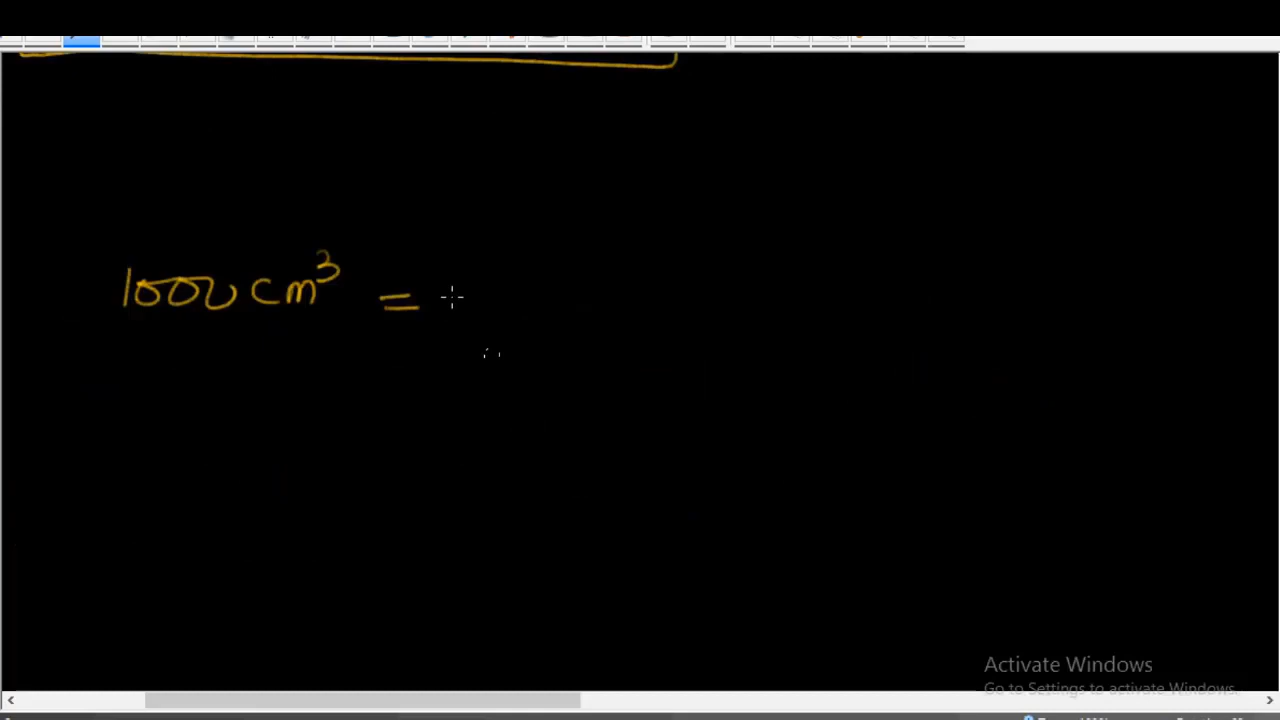 1000 cm³ =
Activate Windows
Go to Settings to activate Windows.